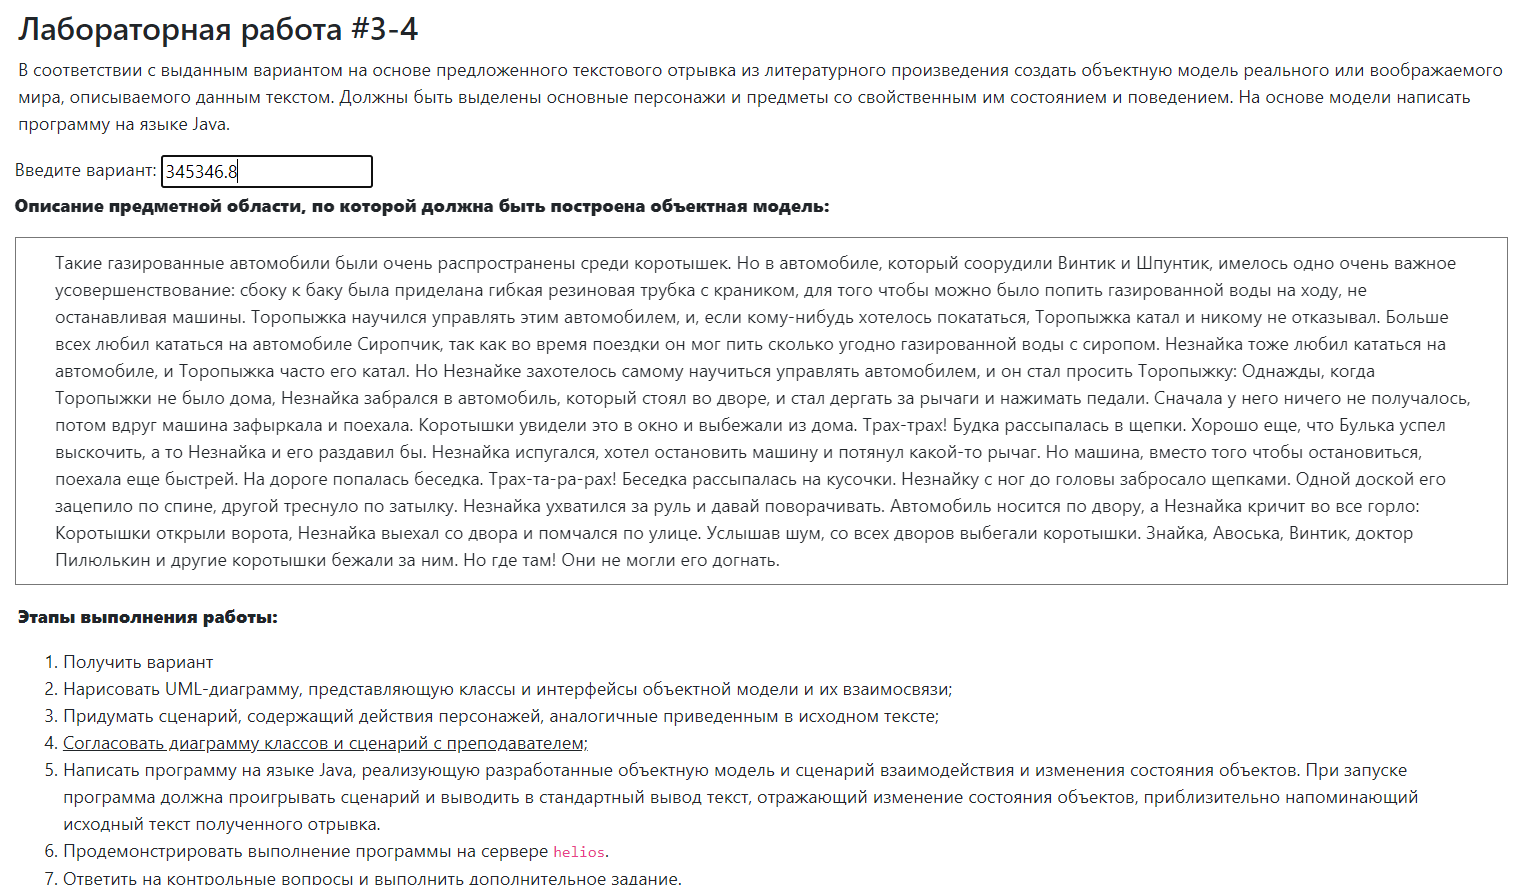 Лабораторная работа #3-4
В соответствии с выданным вариантом на основе предложенного текстового отрывка из литературного произведения создать объектную модель реального или воображаемого
мира, описываемого данным текстом. Должны быть выделены основные персонажи и предметы со свойственным им состоянием и поведением. На основе модели написать
программу на языке Java.
Введите вариант: 345346.8
Описание предметной области, по которой должна быть построена объектная модель:
Такие газированные автомобили были очень распространены среди коротышек. Но в автомобиле, который соорудили Винтик и Шпунтик, имелось одно очень важное
усовершенствование: сбоку к баку была приделана гибкая резиновая трубка с краником, для того чтобы можно было попить газированной воды на ходу, не
останавливая машины. Торопыжка научился управлять этим автомобилем, и, если кому-нибудь хотелось покататься, Торопыжка катал и никому не отказывал. Больше
всех любил кататься на автомобиле Сиропчик, так как во время поездки он мог пить сколько угодно газированной воды с сиропом. Незнайка тоже любил кататься на
автомобиле, и Торопыжка часто его катал. Но Незнайке захотелось самому научиться управлять автомобилем, и он стал просить Торопыжку: Однажды, когда
Торопыжки не было дома, Незнайка забрался в автомобиль, который стоял во дворе, и стал дергать за рычаги и нажимать педали. Сначала у него ничего не получалось,
потом вдруг машина зафыркала и поехала. Коротышки увидели это в окно и выбежали из дома. Трах-трах! Будка рассыпалась в щепки. Хорошо еще, что Булька успел
выскочить, а то Незнайка и его раздавил бы. Незнайка испугался, хотел остановить машину и потянул какой-то рычаг. Но машина, вместо того чтобы остановиться,
поехала еще быстрей. На дороге попалась беседка. Трах-та-ра-рах! Беседка рассыпалась на кусочки. Незнайку с ног до головы забросало щепками. Одной доской его
зацепило по спине, другой треснуло по затылку. Незнайка ухватился за руль и давай поворачивать. Автомобиль носится по двору, а Незнайка кричит во все горло:
Коротышки открыли ворота, Незнайка выехал со двора и помчался по улице. Услышав шум, со всех дворов выбегали коротышки. Знайка, Авоська, Винтик, доктор
Пилюлькин и другие коротышки бежали за ним. Но где там! Они не могли его догнать.
Этапы выполнения работы:
1. Получить вариант
2. Нарисовать UML-диаграмму, представляющую классы и интерфейсы объектной модели и их взаимосвязи;
3. Придумать сценарий, содержащий действия персонажей, аналогичные приведенным в исходном тексте;
4. Согласовать диаграмму классов и сценарий с преподавателем;
5. Написать программу на языке Java, реализующую разработанные объектную модель и сценарий взаимодействия и изменения состояния объектов. При запуске
программа должна проигрывать сценарий и выводить в стандартный вывод текст, отражающий изменение состояния объектов, приблизительно напоминающий
исходный текст полученного отрывка.
6. Продемонстрировать выполнение программы на сервере helios.
7. Ответить на контрольные вопросы и выполнить дополнительное задание.